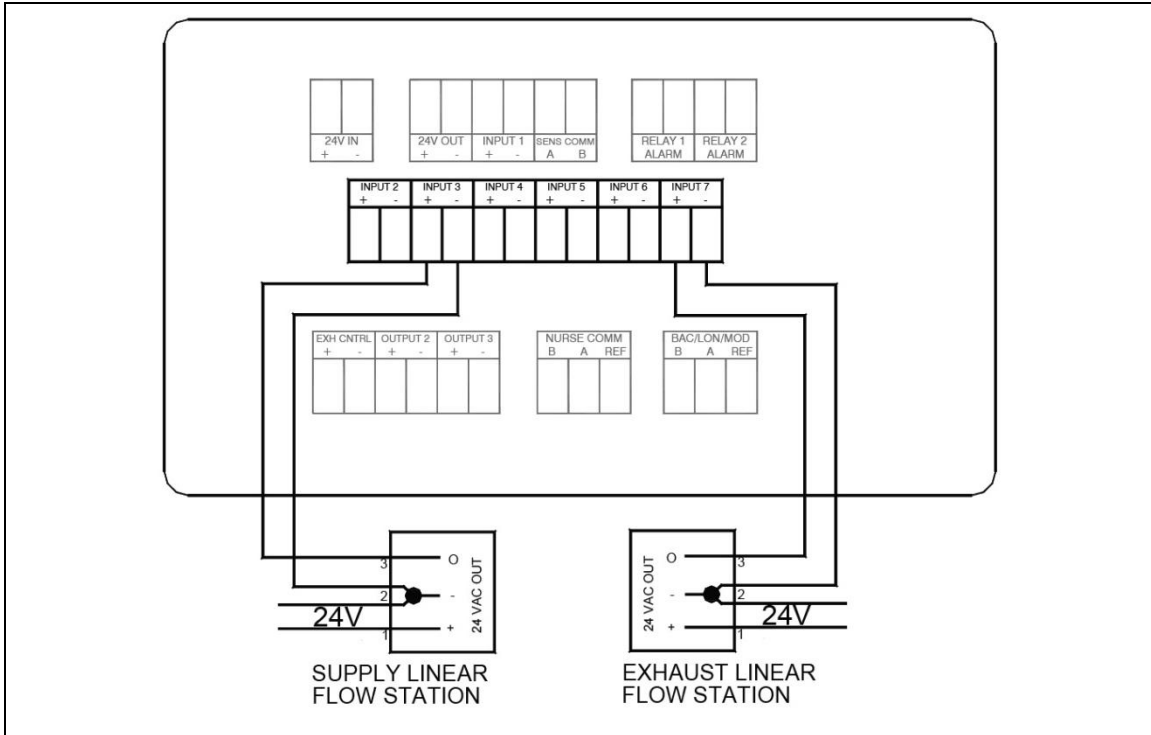 24V IN
+ -
24V OUT INPUT 1 SENS COMM
+ - + - A B
RELAY 1 RELAY 2
ALARM ALARM
INPUT 2 INPUT 3 INPUT 4 INPUT 5 INPUT 6 INPUT 7
+ - + - + - + - + - + -
EXH CNTRL OUTPUT 2 OUTPUT 3
+ - + - + -
NURSE COMM
B A REF
BAC/LON/MOD
B A REF
3 O
2 -
24V
1 +
24 VAC OUT
SUPPLY LINEAR
FLOW STATION
O 3
- 2
24V
+ 1
24 VAC OUT
EXHAUST LINEAR
FLOW STATION